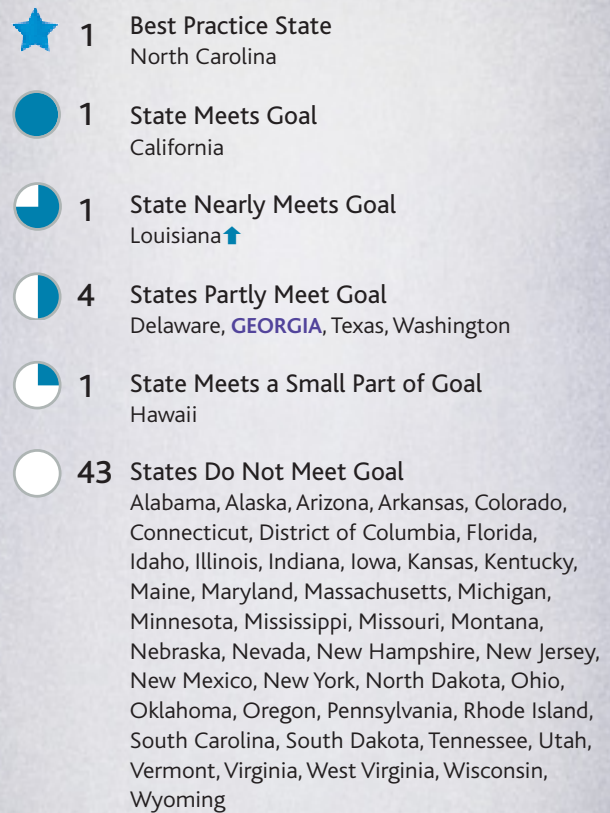 1 Best Practice State
North Carolina
1 State Meets Goal
California
1 State Nearly Meets Goal
Louisiana
4 States Partly Meet Goal
Delaware, GEORGIA, Texas, Washington
1 State Meets a Small Part of Goal
Hawaii
43 States Do Not Meet Goal
Alabama, Alaska, Arizona, Arkansas, Colorado,
Connecticut, District of Columbia, Florida,
Idaho, Illinois, Indiana, Iowa, Kansas, Kentucky,
Maine, Maryland, Massachusetts, Michigan,
Minnesota, Mississippi, Missouri, Montana,
Nebraska, Nevada, New Hampshire, New Jersey,
New Mexico, New York, North Dakota, Ohio,
Oklahoma, Oregon, Pennsylvania, Rhode Island,
South Carolina, South Dakota, Tennessee, Utah,
Vermont, Virginia, West Virginia, Wisconsin,
Wyoming